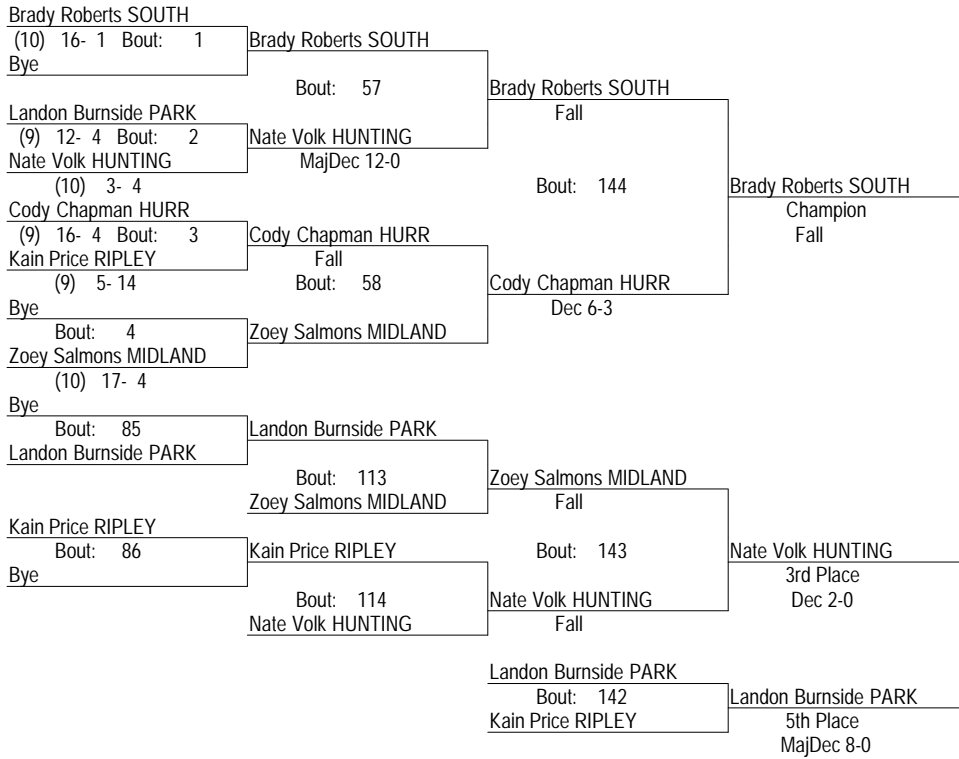 Brady Roberts SOUTH
(10) 16- 1 Bout: 1
Bye
Brady Roberts SOUTH
Bout: 57
Landon Burnside PARK
(9) 12- 4 Bout: 2
Nate Volk HUNTING
(10) 3- 4
Nate Volk HUNTING
MajDec 12-0
Brady Roberts SOUTH
Fall
Bout: 144
Cody Chapman HURR
(9) 16- 4 Bout: 3
Kain Price RIPLEY
(9) 5- 14
Cody Chapman HURR
Fall
Bout: 58
Bye
Bout: 4
Zoey Salmons MIDLAND
(10) 17- 4
Zoey Salmons MIDLAND
Cody Chapman HURR
Dec 6-3
Brady Roberts SOUTH
Champion
Fall
Bye
Bout: 85
Landon Burnside PARK
Landon Burnside PARK
Bout: 113
Zoey Salmons MIDLAND
Zoey Salmons MIDLAND
Fall
Bout: 143
Kain Price RIPLEY
Bout: 86
Bye
Kain Price RIPLEY
Bout: 114
Nate Volk HUNTING
Nate Volk HUNTING
Fall
Nate Volk HUNTING
3rd Place
Dec 2-0
Landon Burnside PARK
Bout: 142
Kain Price RIPLEY
Landon Burnside PARK
5th Place
MajDec 8-0